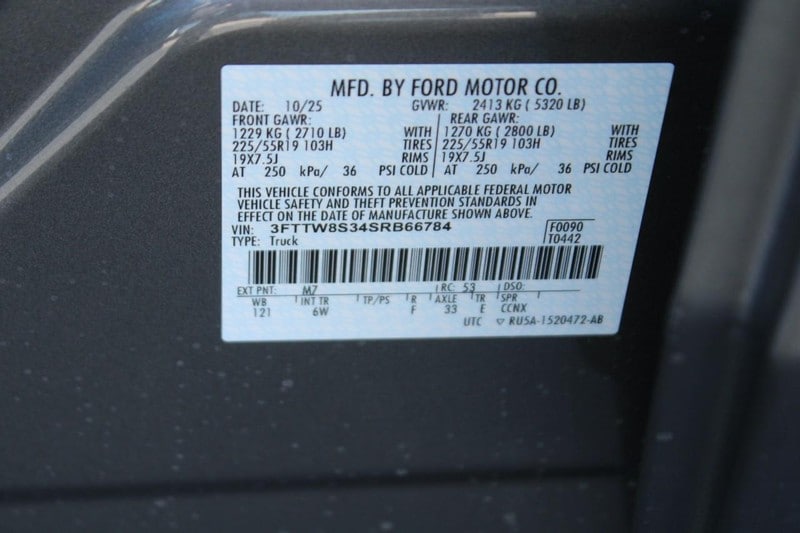 MFD. BY FORD MOTOR CO.
DATE: 10/25 GVWR: 2413 KG ( 5320 LB)
FRONT GAWR: REAR GAWR:
1229 KG ( 2710 LB) WITH 1270 KG ( 2800 LB) WITH
225/55R19 103H TIRES 225/55R19 103H TIRES
19X7.5J RIMS 19X7.5J RIMS
AT 250 kPa/ 36 PSI COLD AT 250 kPa/ 36 PSI COLD
THIS VEHICLE CONFORMS TO ALL APPLICABLE FEDERAL MOTOR
VEHICLE SAFETY AND THEFT PREVENTION STANDARDS IN
EFFECT ON THE DATE OF MANUFACTURE SHOWN ABOVE.
VIN: 3FTTW8S34SRB66784 F0090
TYPE: Truck T0442
EXT PNT: M7 RC: 53 DSO:
WB INT TR TP/PS R AXLE TR SPR
121 6W F 33 E CCNX
UTC ▽ RU5A-1520472-AB